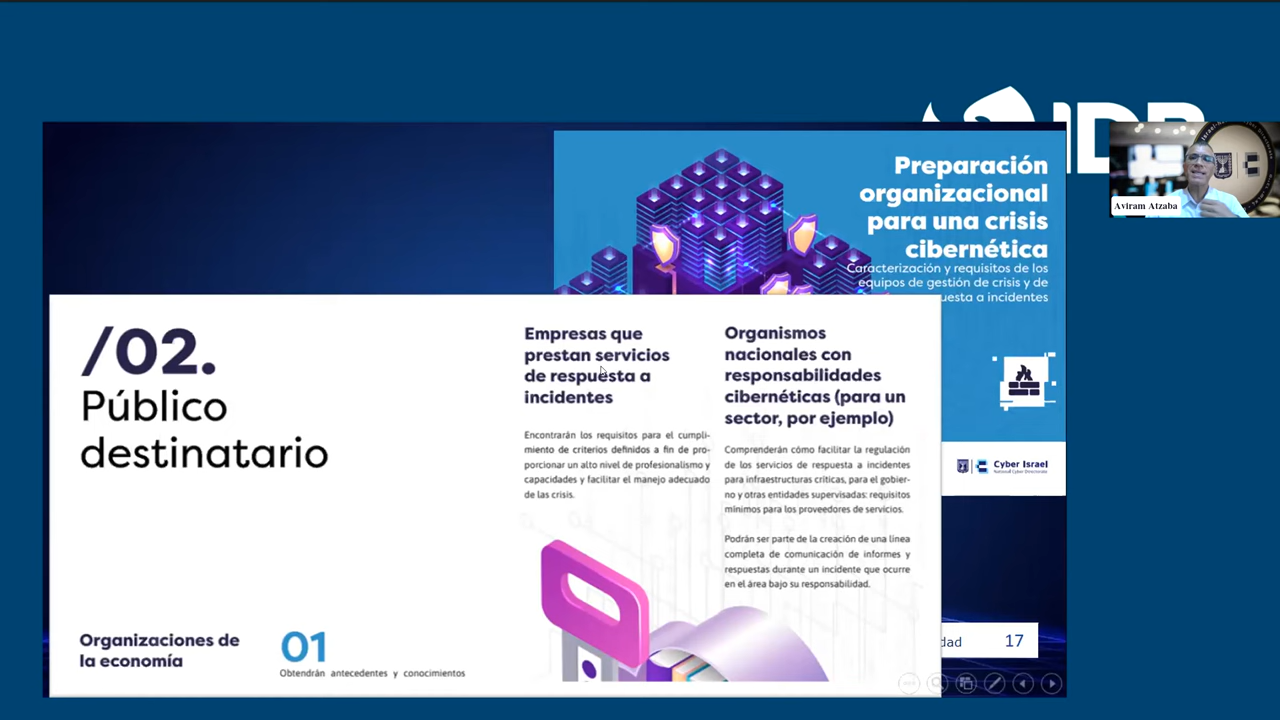 IDB
Aviram Atzaba
Preparación
organizacional
para una crisis
cibernética
Caracterización y requisitos de los
equipos de gestión de crisis y de
uesta a incidentes
Cyber Israel
National Cyber Directorate
/02.
Público
destinatario
Empresas que
prestan servicios
de respuesta a
incidentes
Encontrarán los requisitos para el cumpli-
miento de criterios definidos a fin de pro-
porcionar un alto nivel de profesionalismo y
capacidades y facilitar el manejo adecuado
de las crisis.
Organismos
nacionales con
responsabilidades
cibernéticas (para un
sector, por ejemplo)
Comprenderán cómo facilitar la regulación
de los servicios de respuesta a incidentes
para infraestructuras críticas, para el gobier-
no y otras entidades supervisadas: requisitos
mínimos para los proveedores de servicios.
Podrán ser parte de la creación de una línea
completa de comunicación de informes y
respuestas durante un incidente que ocurre
en el área bajo su responsabilidad.
Organizaciones de
la economía
01
Obtendrán antecedentes y conocimientos
dad 17